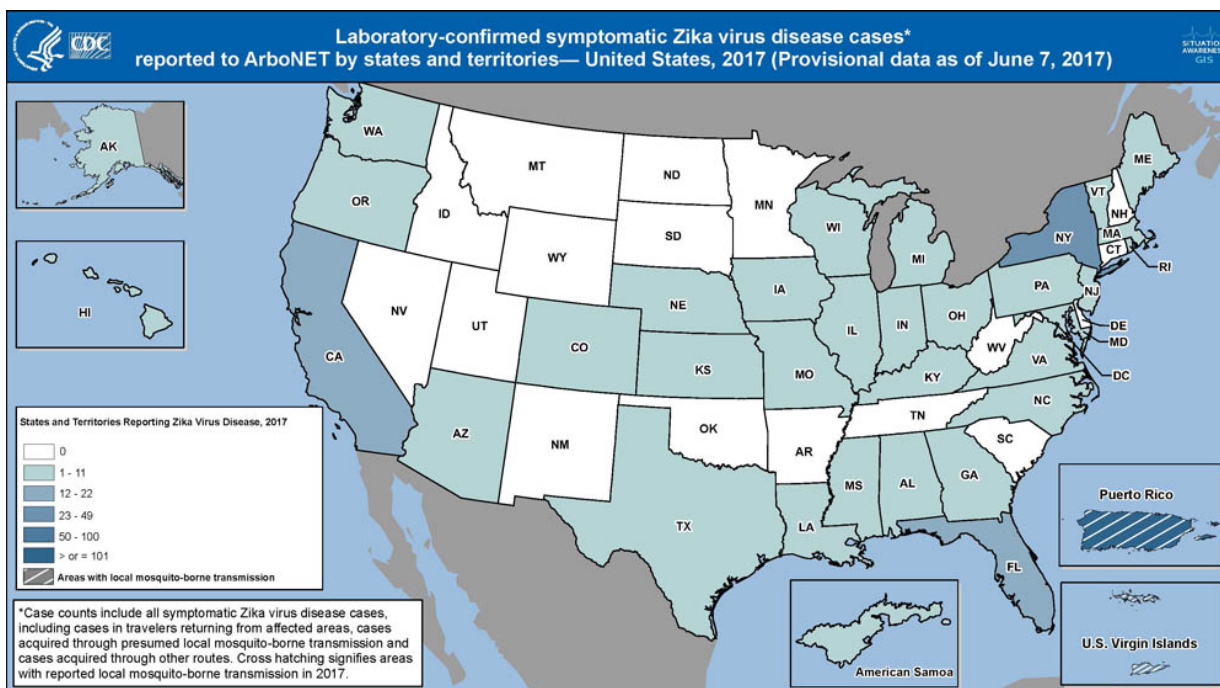 Laboratory-confirmed symptomatic Zika virus disease cases*
reported to ArboNET by states and territories— United States, 2017 (Provisional data as of June 7, 2017)
CDC
SITUATION
AWARENESS
GIS
AK
HI
WA
OR
CA
ID
NV
MT
WY
UT
AZ
CO
NM
ND
SD
NE
KS
OK
TX
MN
IA
MO
AR
LA
WI
IL
MI
IN
OH
KY
TN
MS
AL
GA
FL
SC
NC
VA
WV
PA
NY
VT
NH
ME
MA
CT
RI
NJ
DE
MD
DC
States and Territories Reporting Zika Virus Disease, 2017
0
1 - 11
12 - 22
23 - 49
50 - 100
> or = 101
Areas with local mosquito-borne transmission
*Case counts include all symptomatic Zika virus disease cases,
including cases in travelers returning from affected areas, cases
acquired through presumed local mosquito-borne transmission and
cases acquired through other routes. Cross hatching signifies areas
with reported local mosquito-borne transmission in 2017.
American Samoa
Puerto Rico
U.S. Virgin Islands